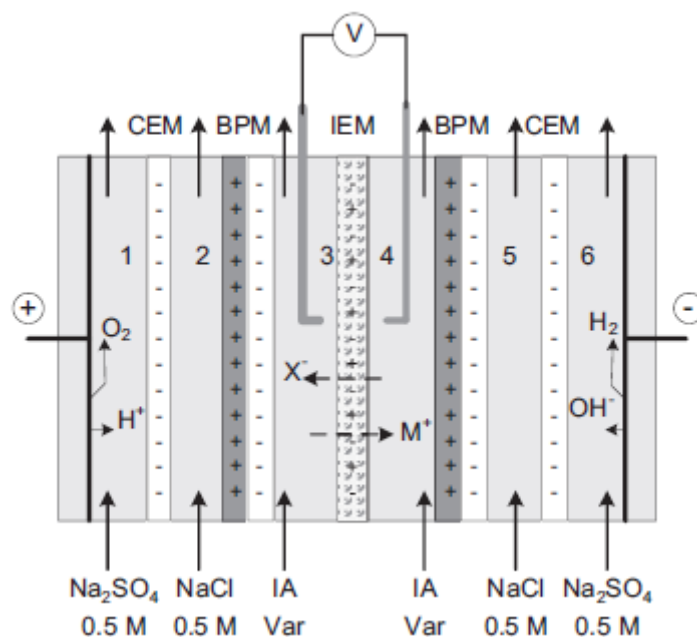 V
CEM BPM IEM BPM CEM
1 2 3 4 5 6
+ -
O₂ H₂
X⁻
H⁺ M⁺ OH⁻
Na₂SO₄ NaCl IA IA NaCl Na₂SO₄
0.5 M 0.5 M Var Var 0.5 M 0.5 M